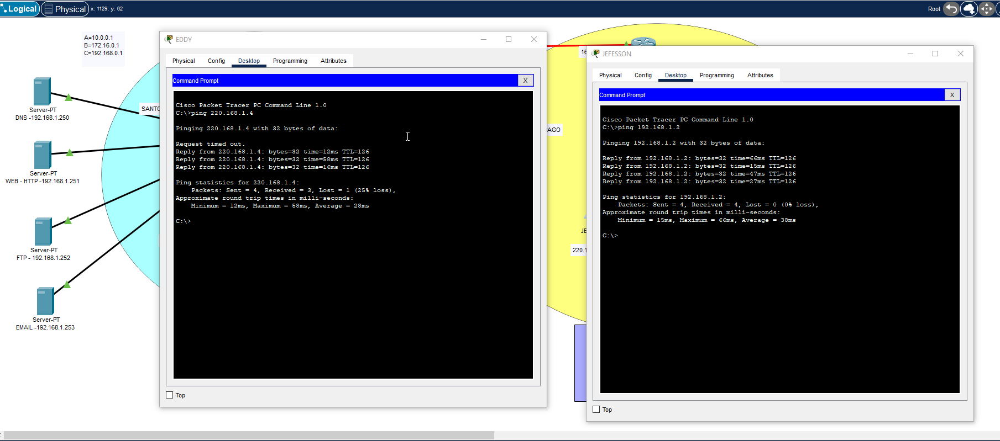 Logical
Physical
x: 1129, y: 62
Root
A=10.0.0.1
B=172.16.0.1
C=192.168.0.1
Server-PT
DNS -192.168.1.250
Server-PT
WEB - HTTP -192.168.1.251
Server-PT
FTP - 192.168.1.252
Server-PT
EMAIL -192.168.1.253
EDDY
Physical
Config
Desktop
Programming
Attributes
Command Prompt
X
Cisco Packet Tracer PC Command Line 1.0
C:\>ping 220.168.1.4
Pinging 220.168.1.4 with 32 bytes of data:
Request timed out.
Reply from 220.168.1.4: bytes=32 time=12ms TTL=126
Reply from 220.168.1.4: bytes=32 time=58ms TTL=126
Reply from 220.168.1.4: bytes=32 time=16ms TTL=126
Ping statistics for 220.168.1.4:
Packets: Sent = 4, Received = 3, Lost = 1 (25% loss),
Approximate round trip times in milli-seconds:
Minimum = 12ms, Maximum = 58ms, Average = 28ms
C:\>
Top
JEFESSON
Physical
Config
Desktop
Programming
Attributes
Command Prompt
X
Cisco Packet Tracer PC Command Line 1.0
C:\>ping 192.168.1.2
Pinging 192.168.1.2 with 32 bytes of data:
Reply from 192.168.1.2: bytes=32 time=66ms TTL=126
Reply from 192.168.1.2: bytes=32 time=15ms TTL=126
Reply from 192.168.1.2: bytes=32 time=47ms TTL=126
Reply from 192.168.1.2: bytes=32 time=27ms TTL=126
Ping statistics for 192.168.1.2:
Packets: Sent = 4, Received = 4, Lost = 0 (0% loss),
Approximate round trip times in milli-seconds:
Minimum = 15ms, Maximum = 66ms, Average = 38ms
C:\>
Top